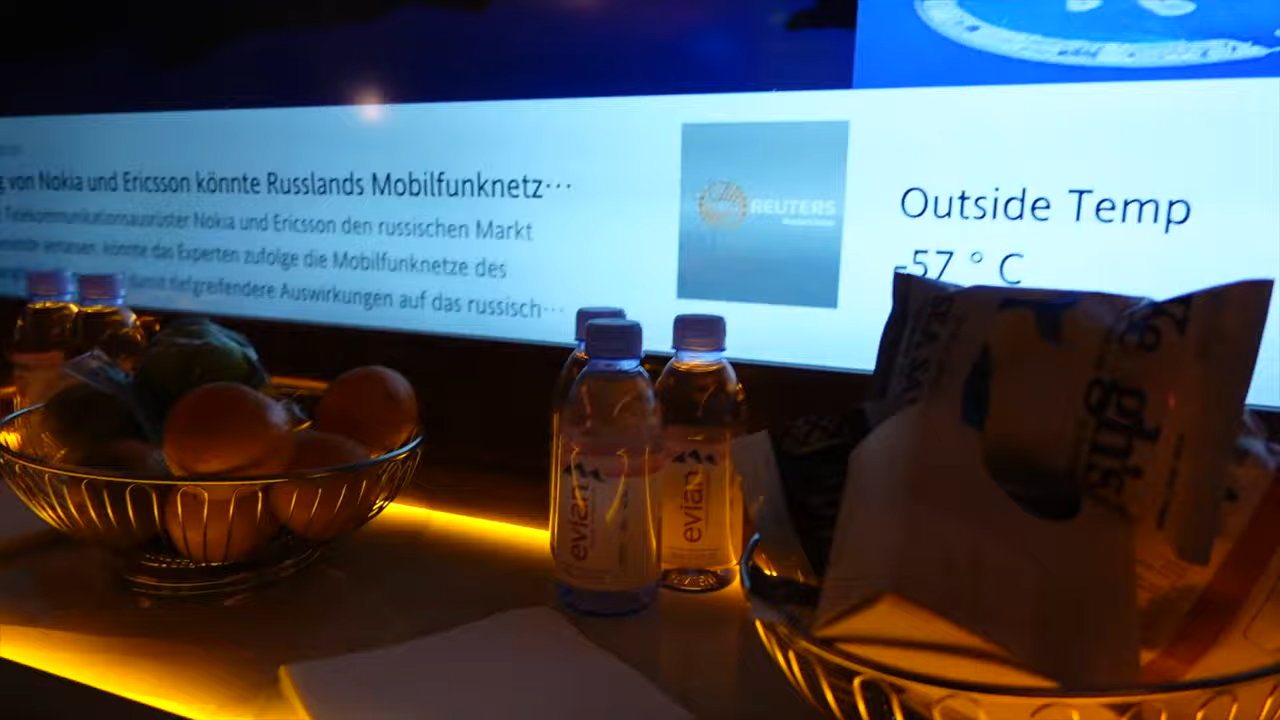 von Nokia und Ericsson könnte Russlands Mobilfunknetz…
Telekommunikationsausrüster Nokia und Ericsson den russischen Markt
könnte das Experten zufolge die Mobilfunknetze des
damit tiefgreifendere Auswirkungen auf das russisch…
REUTERS
Outside Temp
-57 ° C
evian
evian